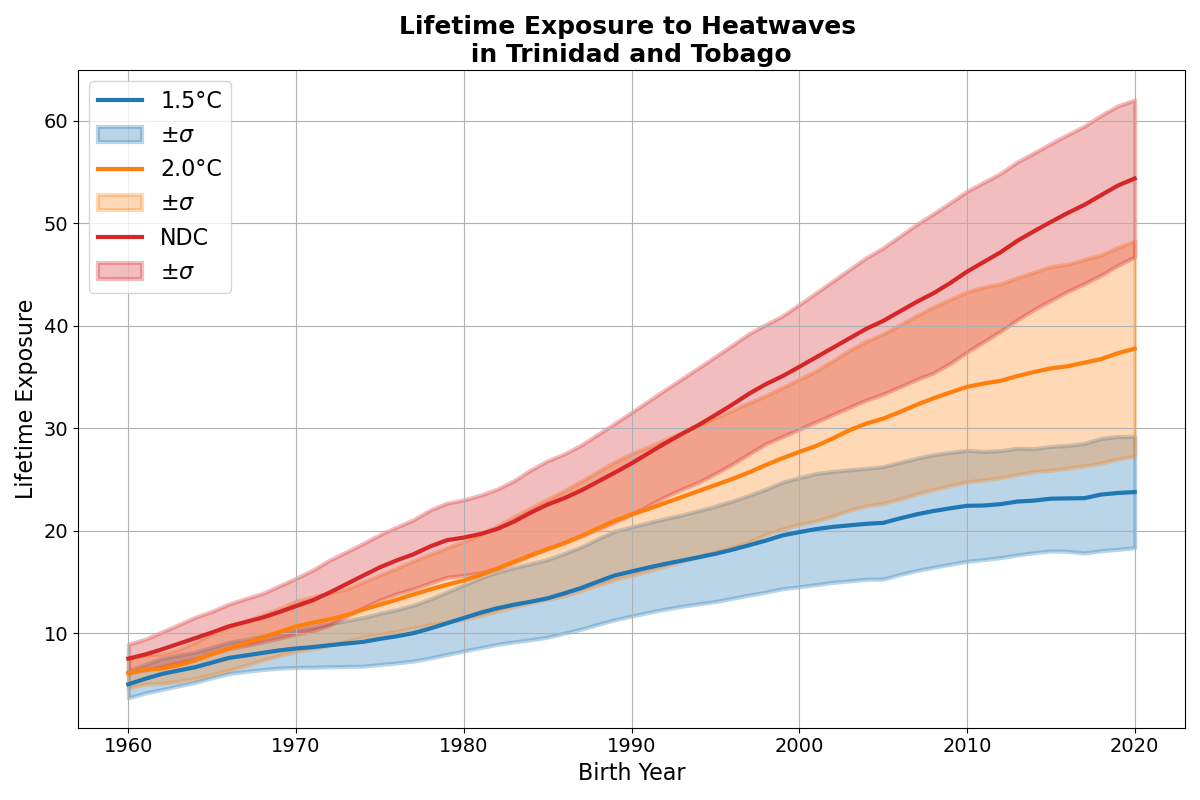 Lifetime Exposure to Heatwaves
in Trinidad and Tobago
1.5°C
±σ
2.0°C
±σ
NDC
±σ
Lifetime Exposure
60
50
40
30
20
10
1960
1970
1980
1990
2000
2010
2020
Birth Year